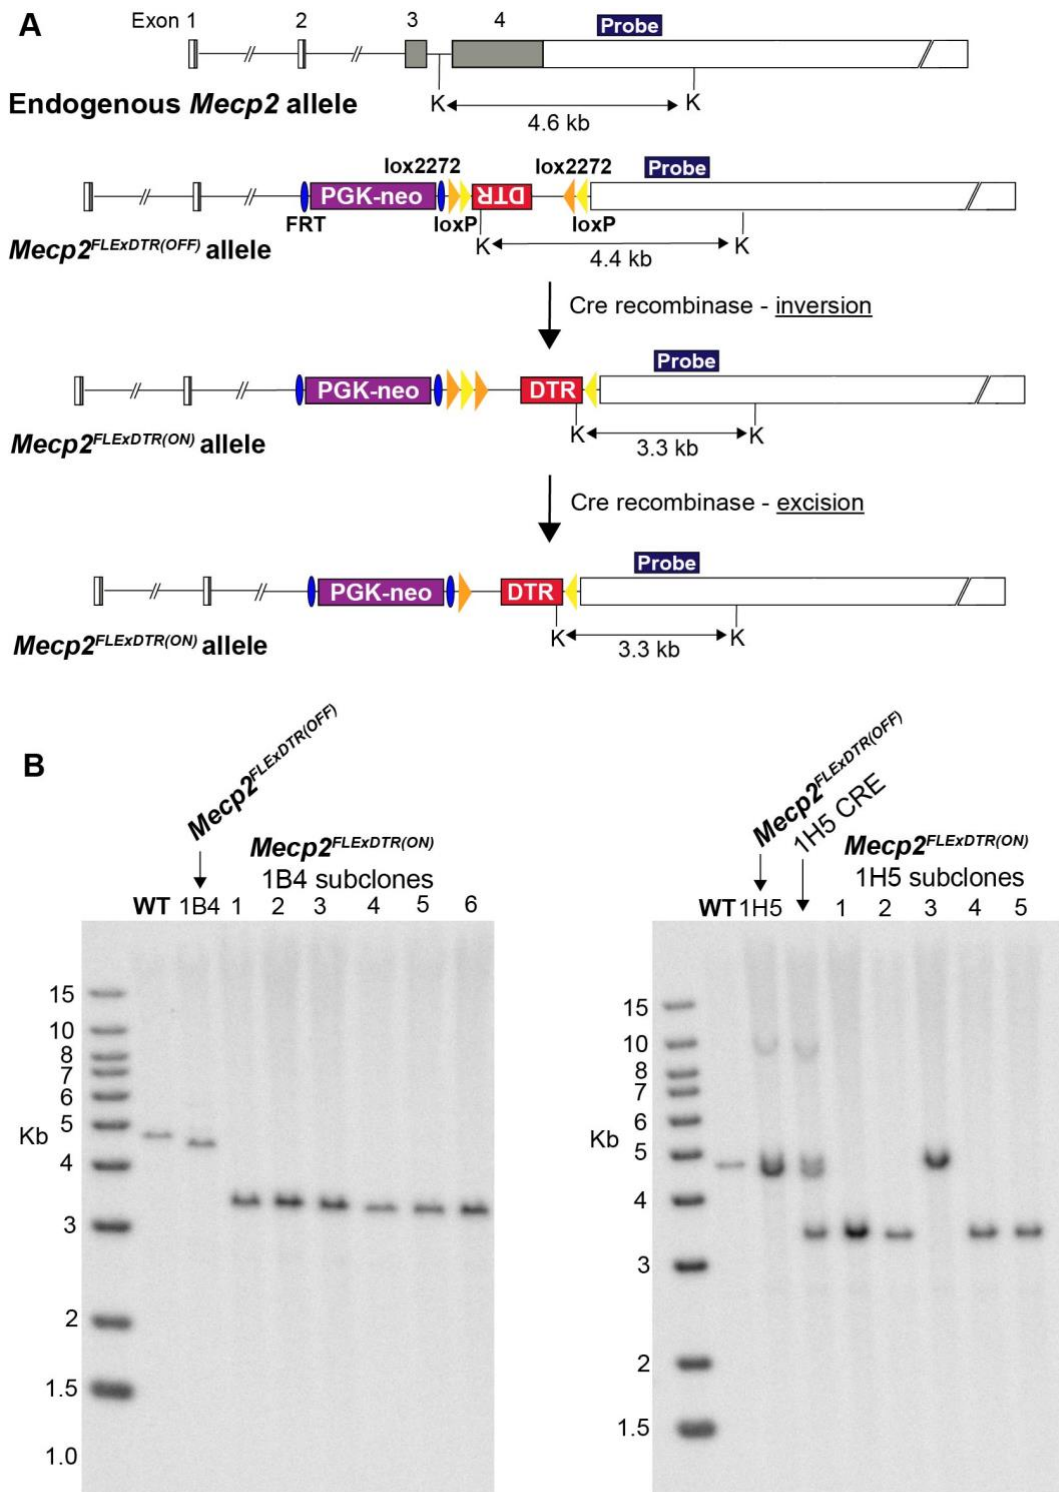 A
Exon 1 2 3 4 Probe
Endogenous Mecp2 allele
K K
4.6 kb
lox2272 lox2272 Probe
PGK-neo DTR
FRT loxP loxP
K K
Mecp2FLExDTR(OFF) allele
4.4 kb
Cre recombinase - inversion
Probe
PGK-neo DTR
K K
Mecp2FLExDTR(ON) allele
3.3 kb
Cre recombinase - excision
Probe
PGK-neo DTR
K K
Mecp2FLExDTR(ON) allele
3.3 kb
B
Mecp2FLExDTR(OFF)
Mecp2FLExDTR(ON)
1B4 subclones
WT 1B4 1 2 3 4 5 6
15
10
8
7
6
5
Kb
4
3
2
1.5
1.0
Mecp2FLExDTR(OFF)
1H5 CRE
Mecp2FLExDTR(ON)
1H5 subclones
WT 1H5 1 2 3 4 5
15
10
8
7
6
Kb
5
4
3
2
1.5